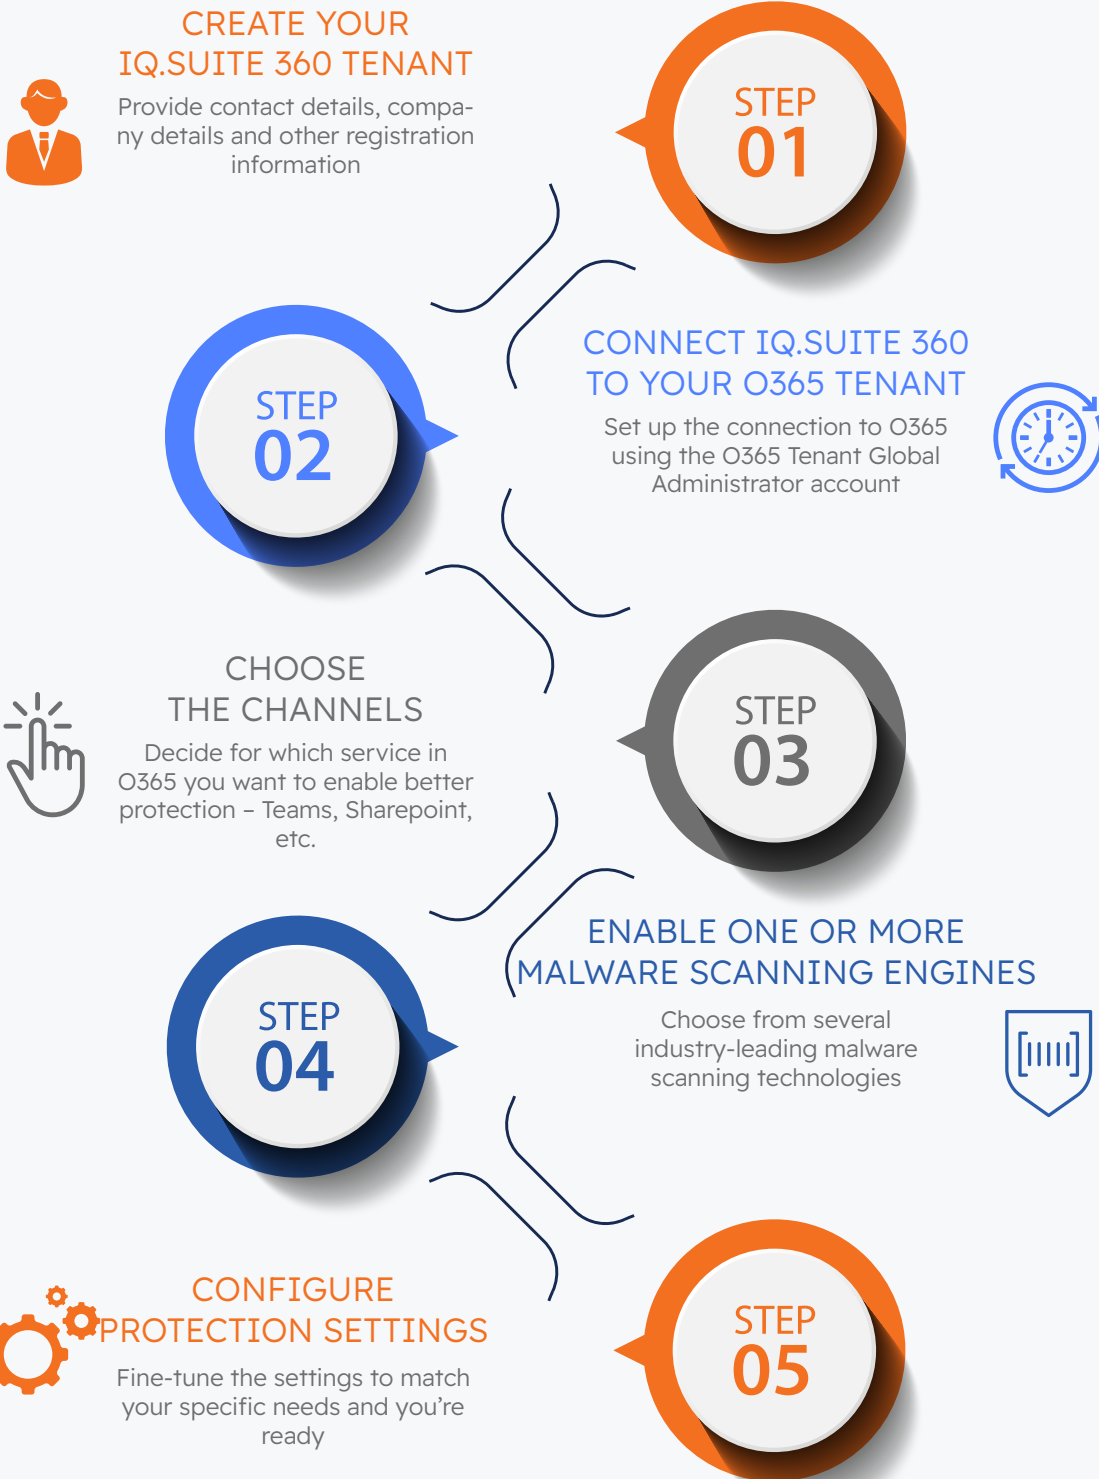 CREATE YOUR
IQ.SUITE 360 TENANT
Provide contact details, compa-
ny details and other registration
information
STEP
01
STEP
02
CONNECT IQ.SUITE 360
TO YOUR O365 TENANT
Set up the connection to O365
using the O365 Tenant Global
Administrator account
CHOOSE
THE CHANNELS
Decide for which service in
O365 you want to enable better
protection – Teams, Sharepoint,
etc.
STEP
03
STEP
04
ENABLE ONE OR MORE
MALWARE SCANNING ENGINES
Choose from several
industry-leading malware
scanning technologies
CONFIGURE
PROTECTION SETTINGS
Fine-tune the settings to match
your specific needs and you’re
ready
STEP
05